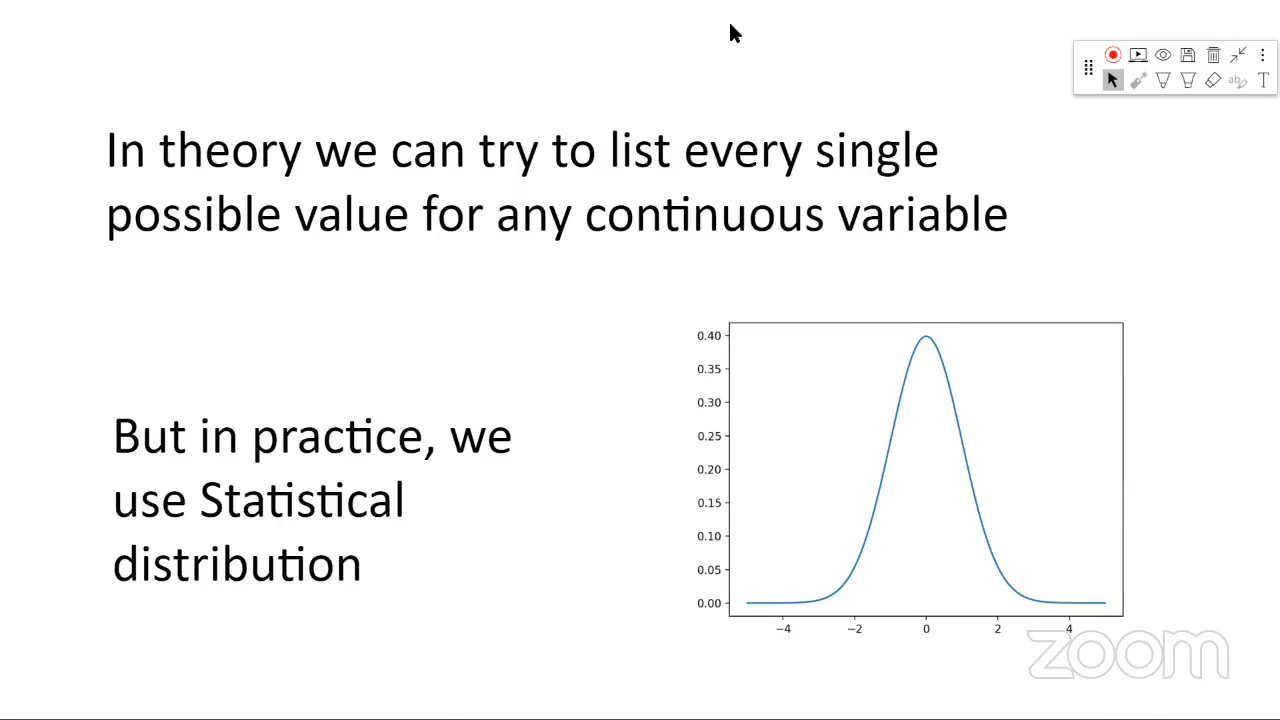 In theory we can try to list every single
possible value for any continuous variable
But in practice, we
use Statistical
distribution
0.40
0.35
0.30
0.25
0.20
0.15
0.10
0.05
0.00
−4 −2 0 2 4
ab
T
zoom